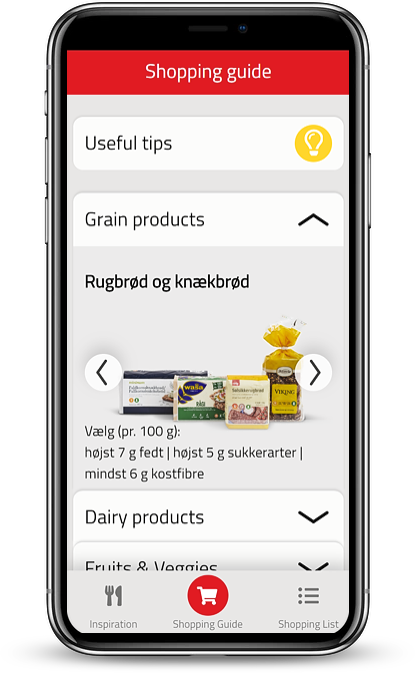 Shopping guide
Useful tips
Grain products
Rugbrød og knækbrød
wasa
VIKING
Vælg (pr. 100 g):
højst 7 g fedt | højst 5 g sukkerarter |
mindst 6 g kostfibre
Dairy products
Fruits & Veggies
Inspiration
Shopping Guide
Shopping List